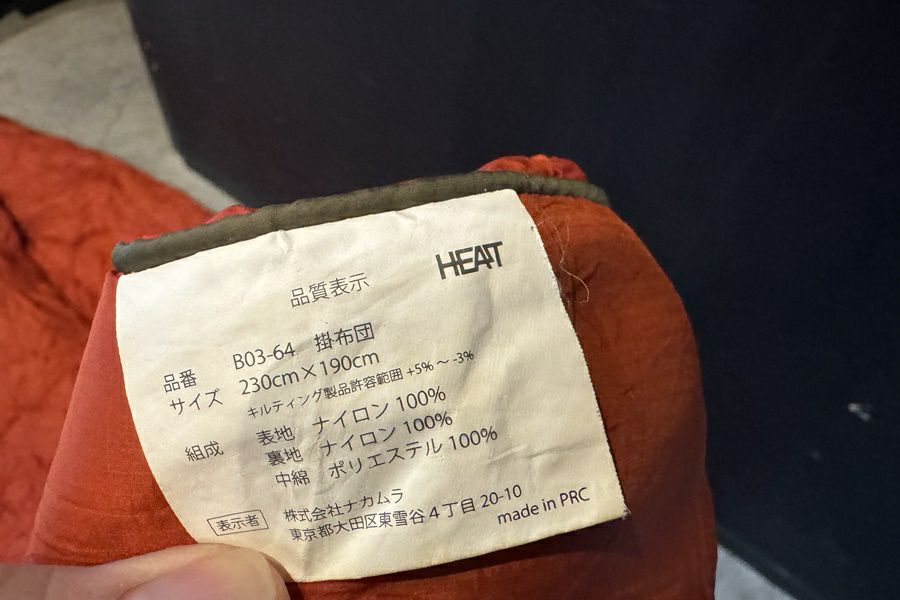 HEAT
品質表示
品番 B03-64 掛布団
サイズ 230cm×190cm
キルティング製品許容範囲 +5% ~ -3%
組成 表地 ナイロン 100%
裏地 ナイロン 100%
中綿 ポリエステル 100%
表示者 株式会社ナカムラ
東京都大田区東雪谷4丁目20-10
made in PRC